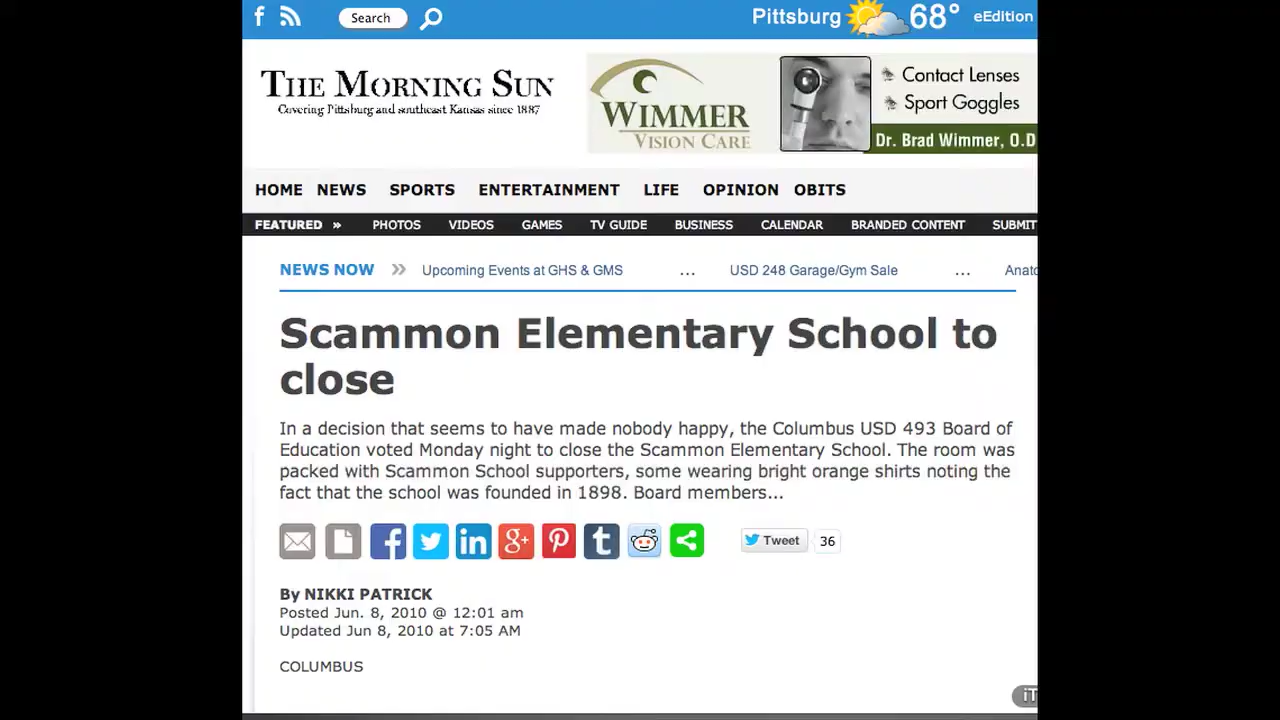 Search
Pittsburg 68° eEdition
THE MORNING SUN
Covering Pittsburg and southeast Kansas since 1887
WIMMER
VISION CARE
Contact Lenses
Sport Goggles
Dr. Brad Wimmer, O.D
HOME NEWS SPORTS ENTERTAINMENT LIFE OPINION OBITS
FEATURED » PHOTOS VIDEOS GAMES TV GUIDE BUSINESS CALENDAR BRANDED CONTENT SUBMIT
NEWS NOW » Upcoming Events at GHS & GMS ... USD 248 Garage/Gym Sale ...
Scammon Elementary School to
close
In a decision that seems to have made nobody happy, the Columbus USD 493 Board of
Education voted Monday night to close the Scammon Elementary School. The room was
packed with Scammon School supporters, some wearing bright orange shirts noting the
fact that the school was founded in 1898. Board members...
Tweet 36
By NIKKI PATRICK
Posted Jun. 8, 2010 @ 12:01 am
Updated Jun 8, 2010 at 7:05 AM
COLUMBUS